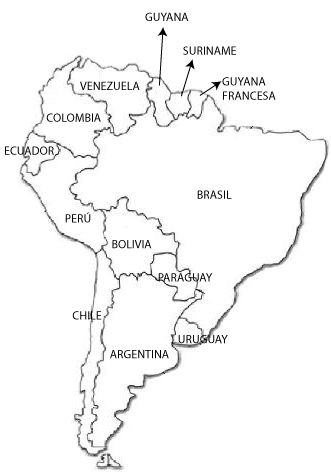 GUYANA
SURINAME
GUYANA
FRANCESA
VENEZUELA
COLOMBIA
ECUADOR
BRASIL
PERÚ
BOLIVIA
PARAGUAY
CHILE
URUGUAY
ARGENTINA